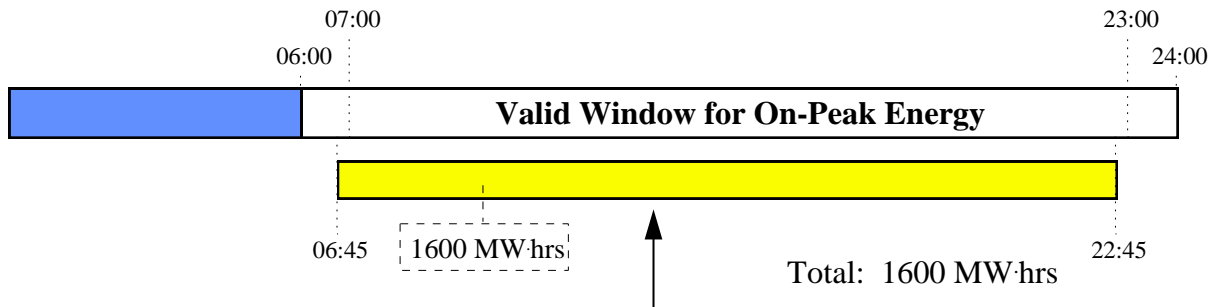 07:00 23:00
06:00 24:00
Valid Window for On-Peak Energy
06:45 1600 MW·hrs 22:45
Total: 1600 MW·hrs